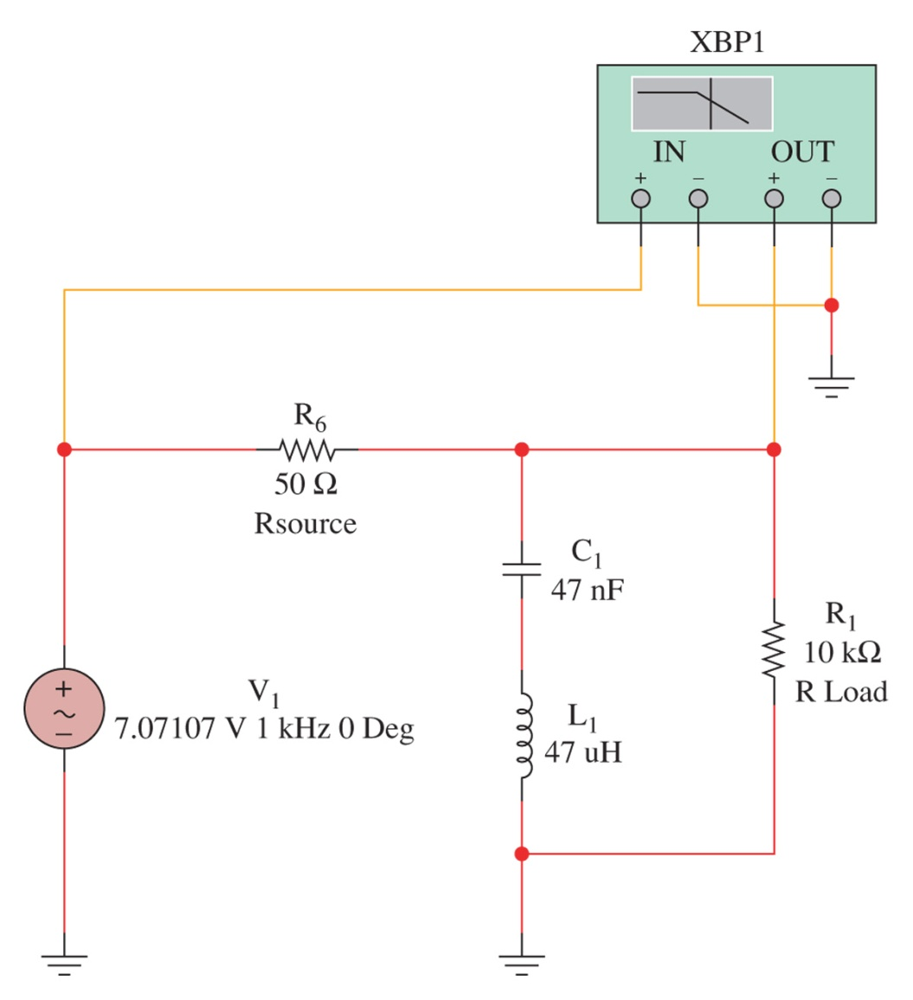 XBP1
IN OUT
+ − + −
R6
50 Ω
Rsource
C1
47 nF
R1
10 kΩ
R Load
V1
7.07107 V 1 kHz 0 Deg
+
~
−
L1
47 uH